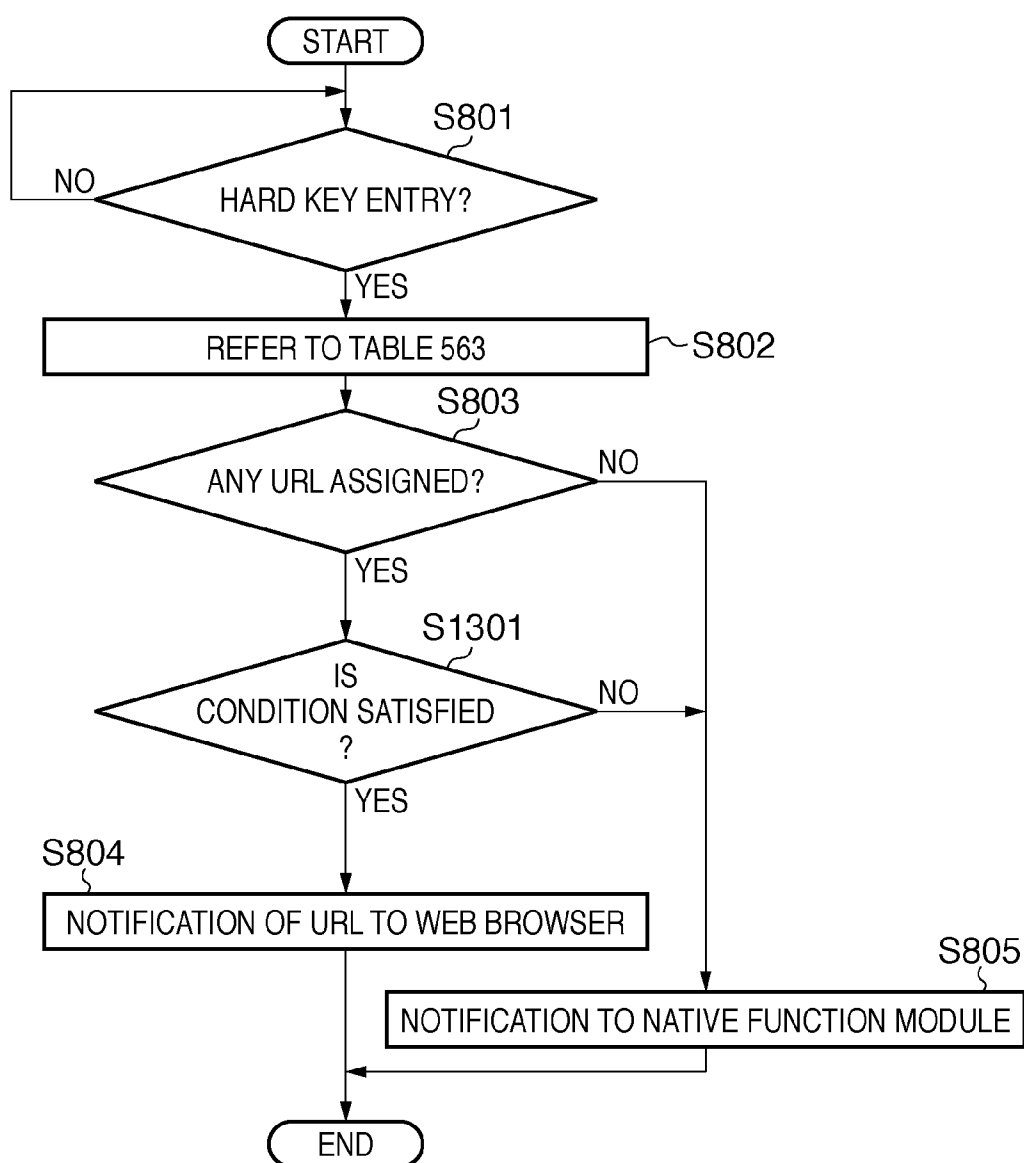 START
S801
NO
HARD KEY ENTRY?
YES
REFER TO TABLE 563
S802
S803
NO
ANY URL ASSIGNED?
YES
S1301
IS
NO
CONDITION SATISFIED
?
YES
S804
NOTIFICATION OF URL TO WEB BROWSER
S805
NOTIFICATION TO NATIVE FUNCTION MODULE
END